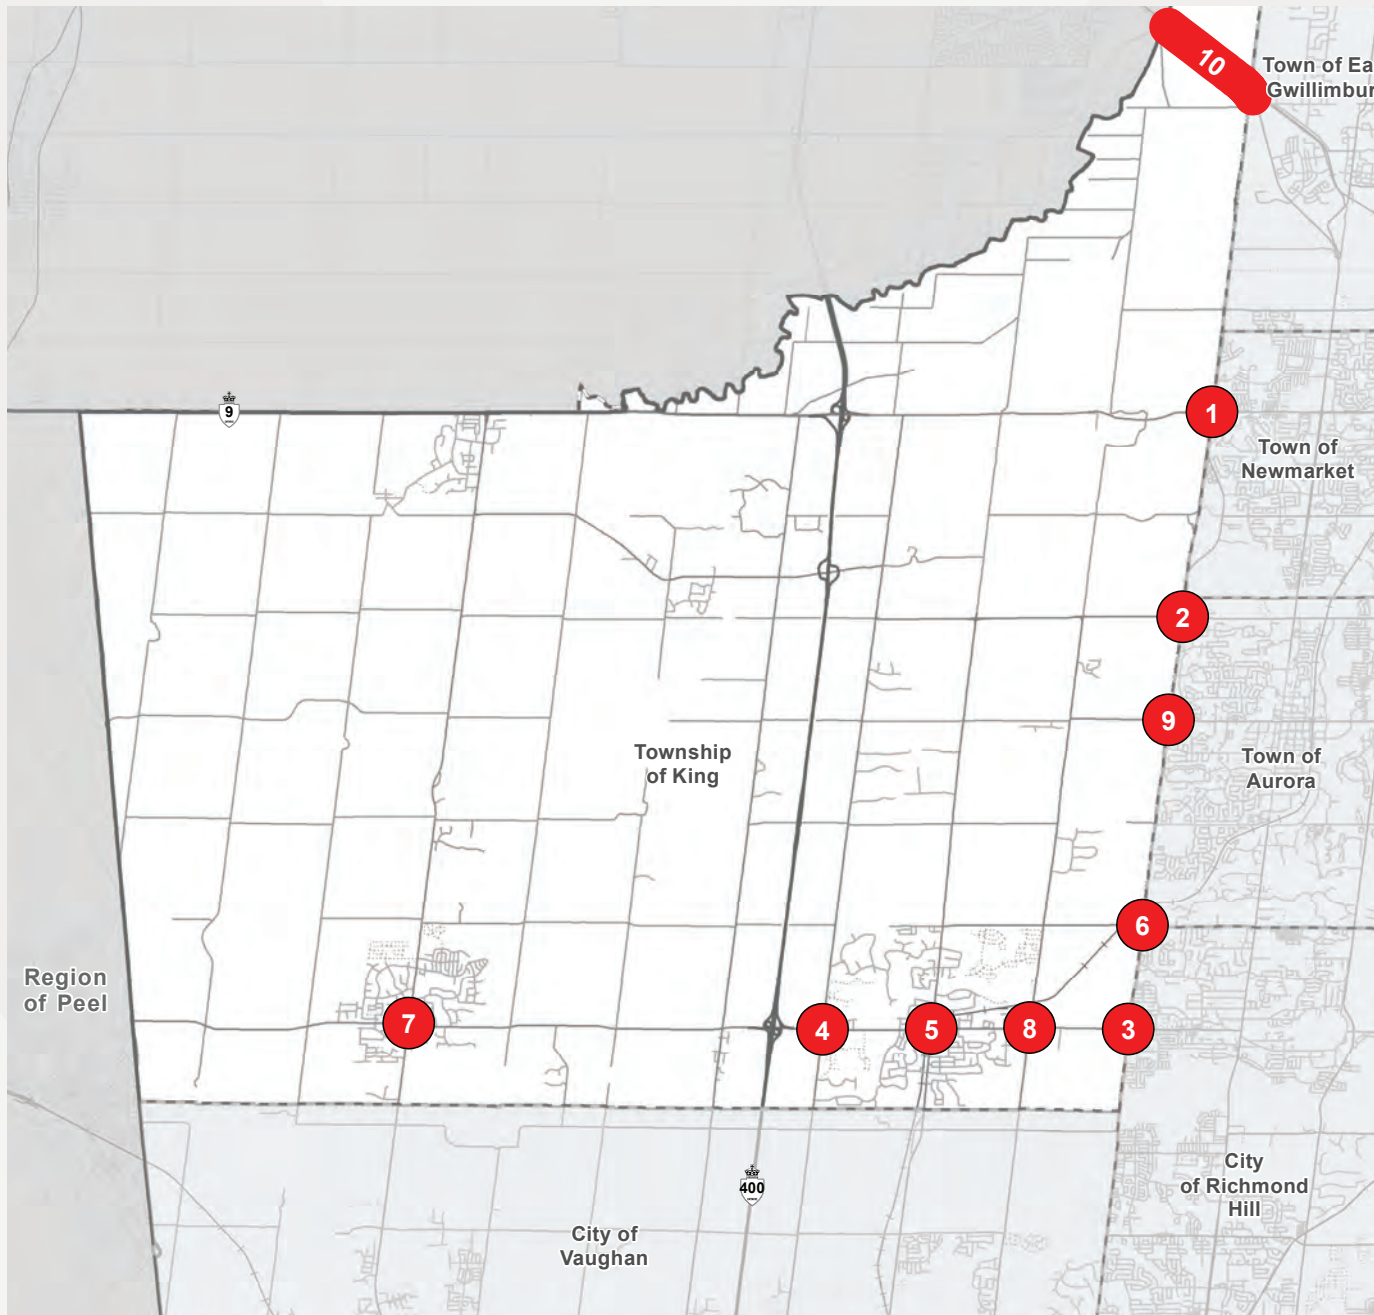 10
Town of Ea
Gwillimbur
9
1
Town of
Newmarket
2
9
Township
of King
Town of
Aurora
6
Region
of Peel
7
4
5
8
3
400
City
of Richmond
Hill
City of
Vaughan